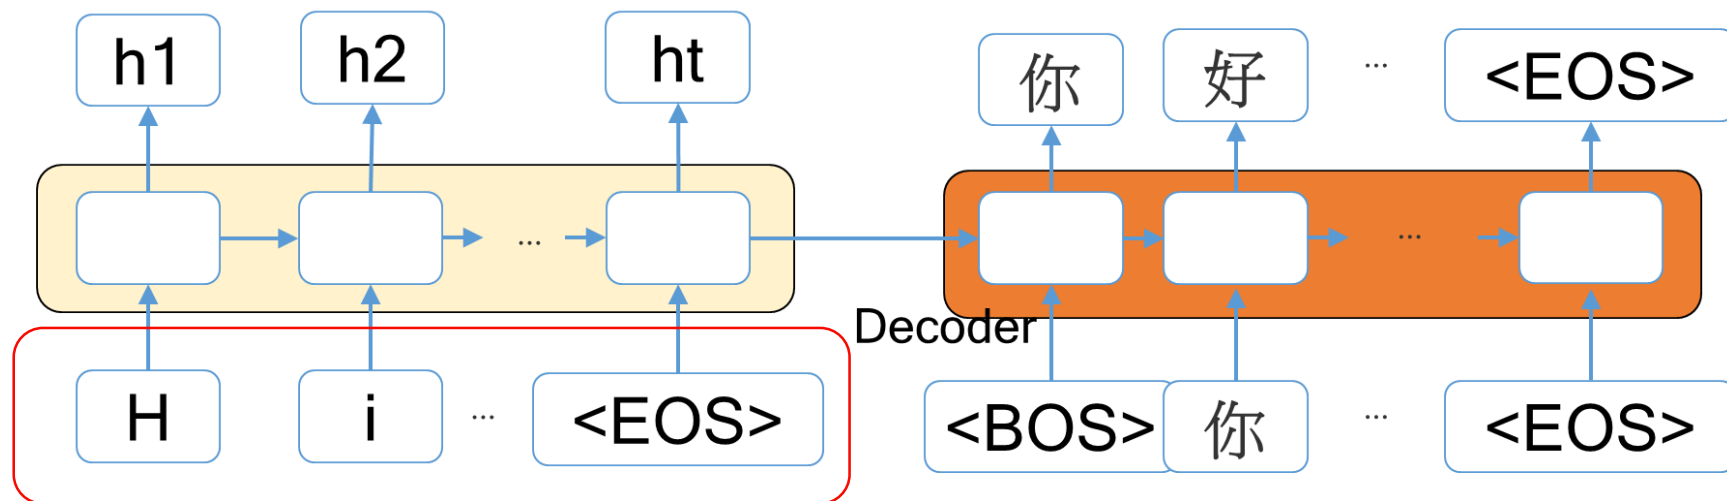 h1 h2 ht 你 好 ... <EOS>
... ...
Decoder
H i ... <EOS> <BOS> 你 ... <EOS>